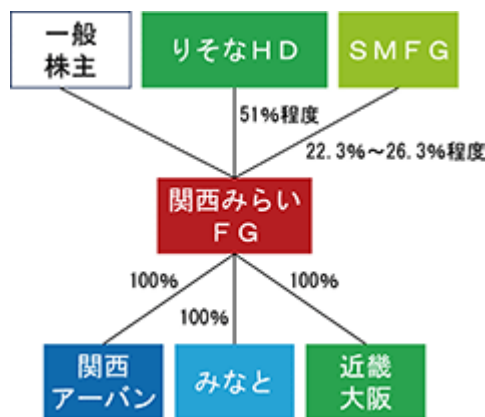 一般
株主
りそなＨＤ
ＳＭＦＧ
51%程度
22.3%～26.3%程度
関西みらい
ＦＧ
100%
100%
100%
関西
アーバン
みなと
近畿
大阪